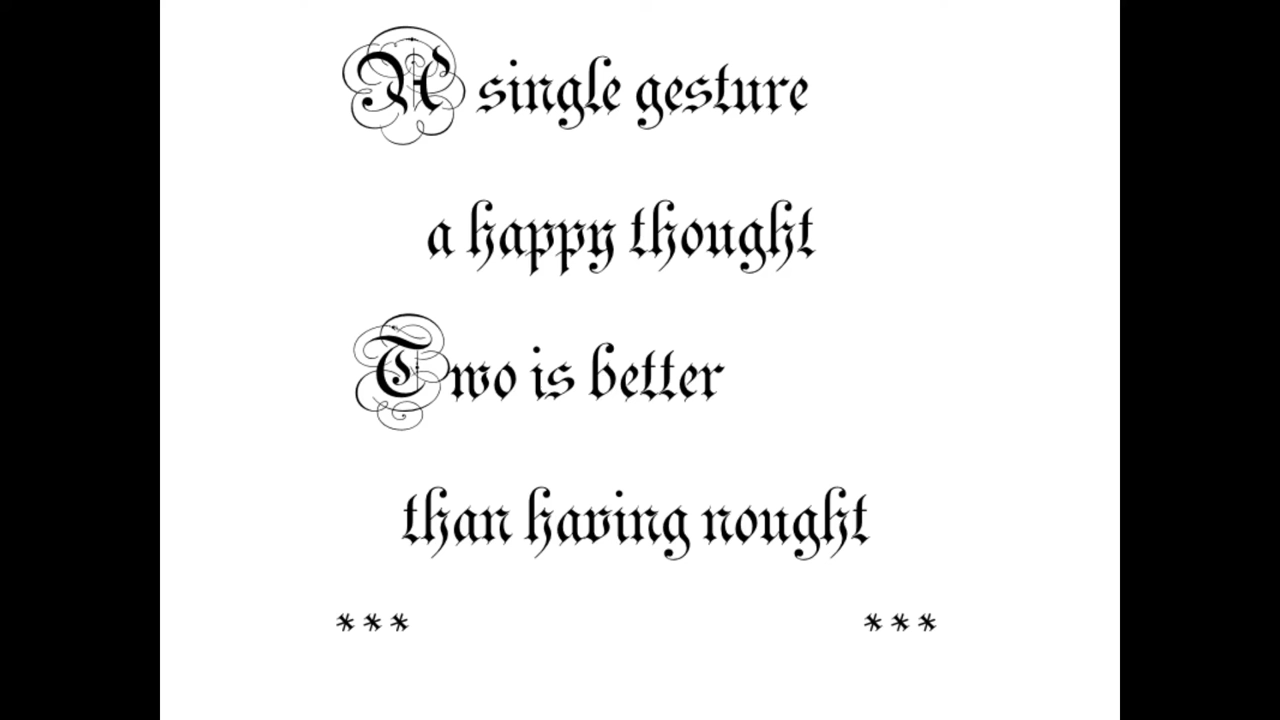 A single gesture
a happy thought
Two is better
than having nought
*** ***